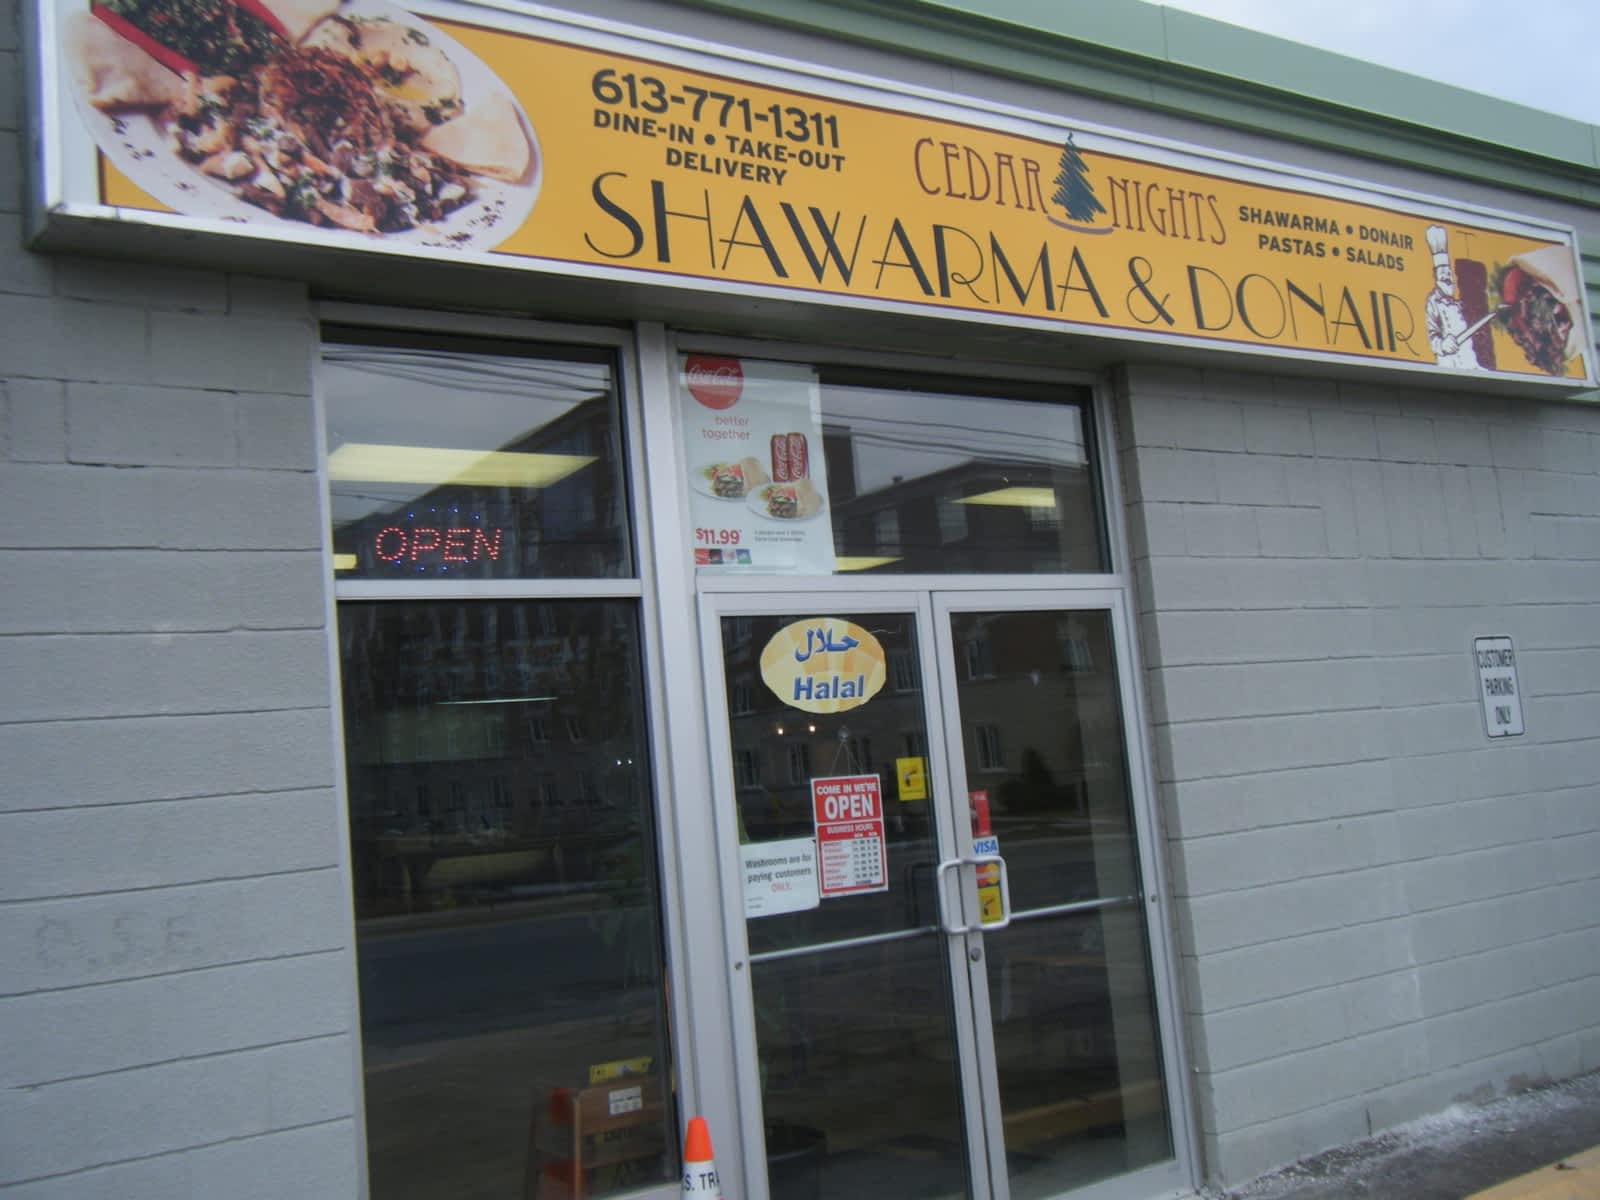 613-771-1311
DINE-IN • TAKE-OUT
DELIVERY
CEDAR NIGHTS
SHAWARMA • DONAIR
PASTAS • SALADS
SHAWARMA & DONAIR
Coca-Cola
better
together
$11.99*
OPEN
حلال
Halal
COME IN WE'RE
OPEN
BUSINESS HOURS
Washrooms are for
paying customers
ONLY.
VISA
CUSTOMER
PARKING
ONLY
S. TR